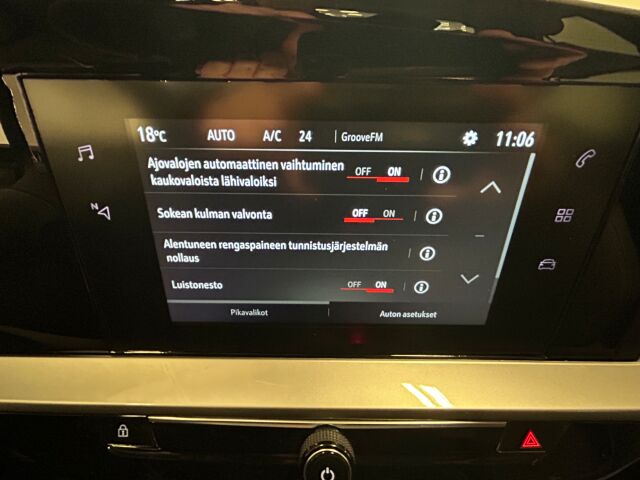 18°C AUTO A/C 24 GrooveFM 11:06
Ajovalojen automaattinen vaihtuminen
kaukovaloista lähivaloiksi OFF ON
Sokean kulman valvonta OFF ON
Alentuneen rengaspaineen tunnistusjärjestelmän
nollaus
Luistonesto OFF ON
Pikavalikot Auton asetukset
N